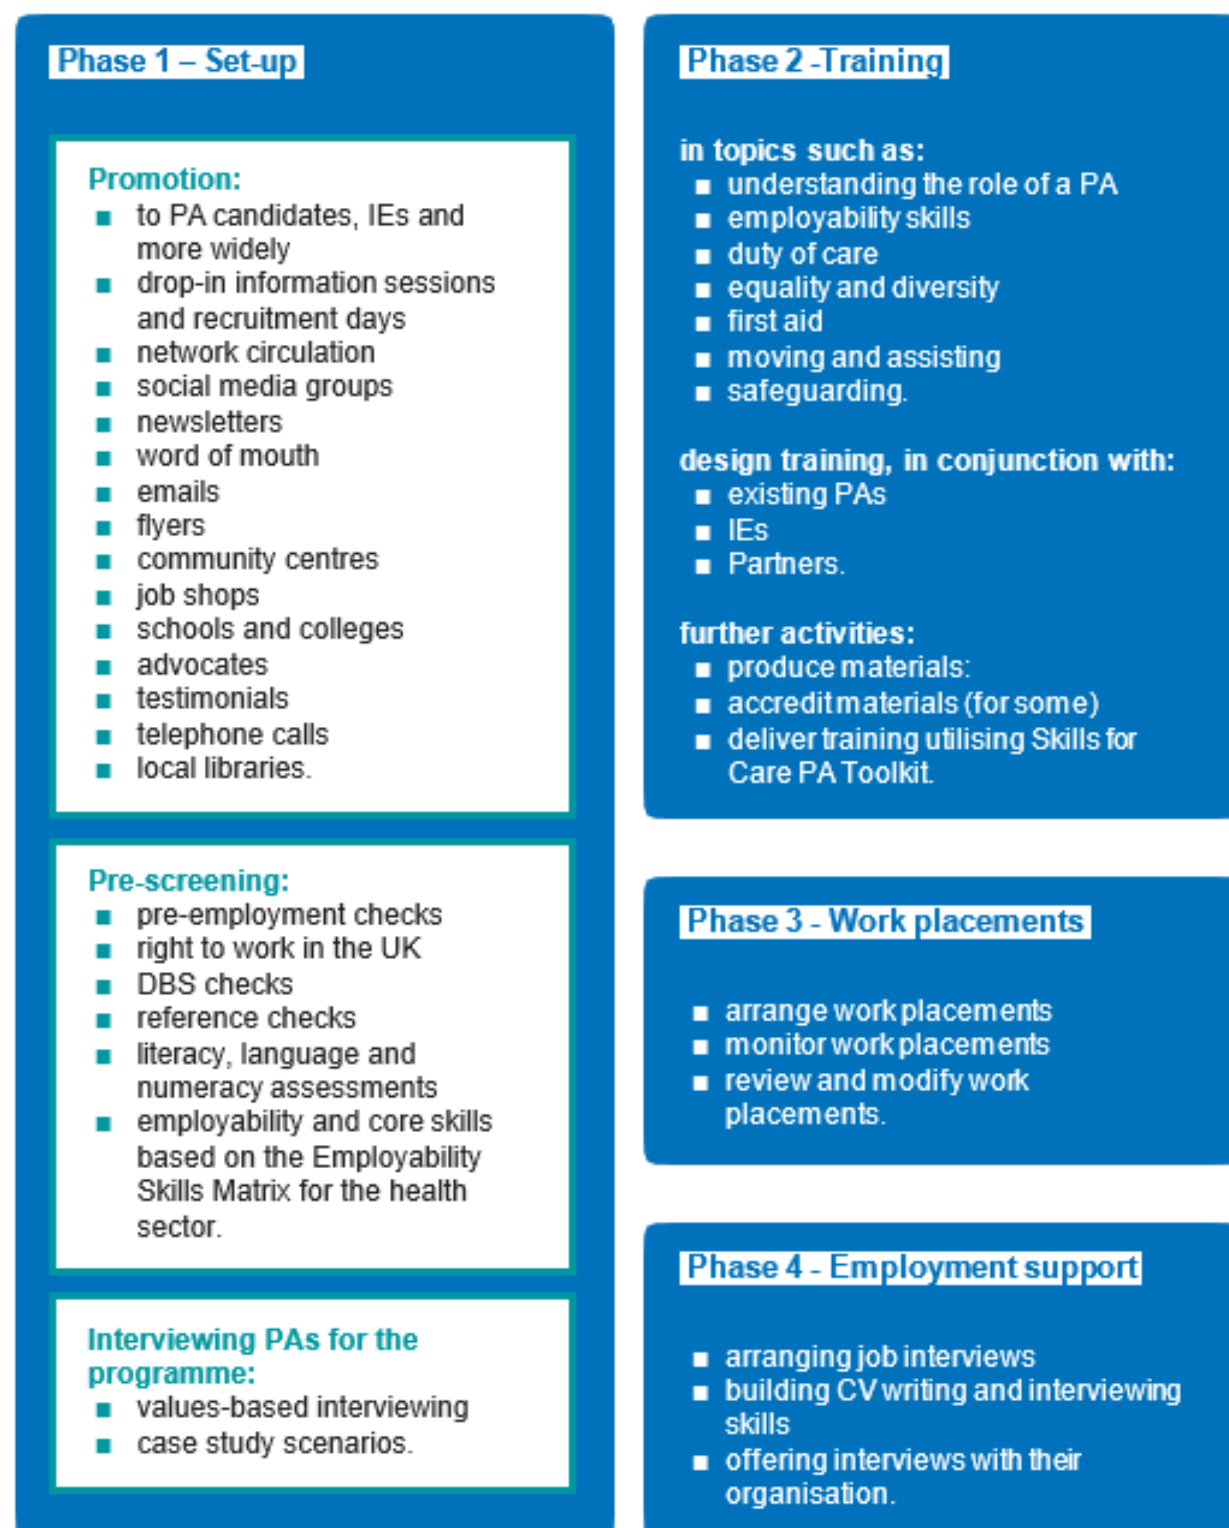 Phase 1 – Set-up
Promotion:
■ to PA candidates, IEs and
more widely
■ drop-in information sessions
and recruitment days
■ network circulation
■ social media groups
■ newsletters
■ word of mouth
■ emails
■ flyers
■ community centres
■ job shops
■ schools and colleges
■ advocates
■ testimonials
■ telephone calls
■ local libraries.
Pre-screening:
■ pre-employment checks
■ right to work in the UK
■ DBS checks
■ reference checks
■ literacy, language and
numeracy assessments
■ employability and core skills
based on the Employability
Skills Matrix for the health
sector.
Interviewing PAs for the
programme:
■ values-based interviewing
■ case study scenarios.
Phase 2 -Training
in topics such as:
■ understanding the role of a PA
■ employability skills
■ duty of care
■ equality and diversity
■ first aid
■ moving and assisting
■ safeguarding.
design training, in conjunction with:
■ existing PAs
■ IEs
■ Partners.
further activities:
■ produce materials:
■ accredit materials (for some)
■ deliver training utilising Skills for
Care PA Toolkit.
Phase 3 - Work placements
■ arrange work placements
■ monitor work placements
■ review and modify work
placements.
Phase 4 - Employment support
■ arranging job interviews
■ building CV writing and interviewing
skills
■ offering interviews with their
organisation.